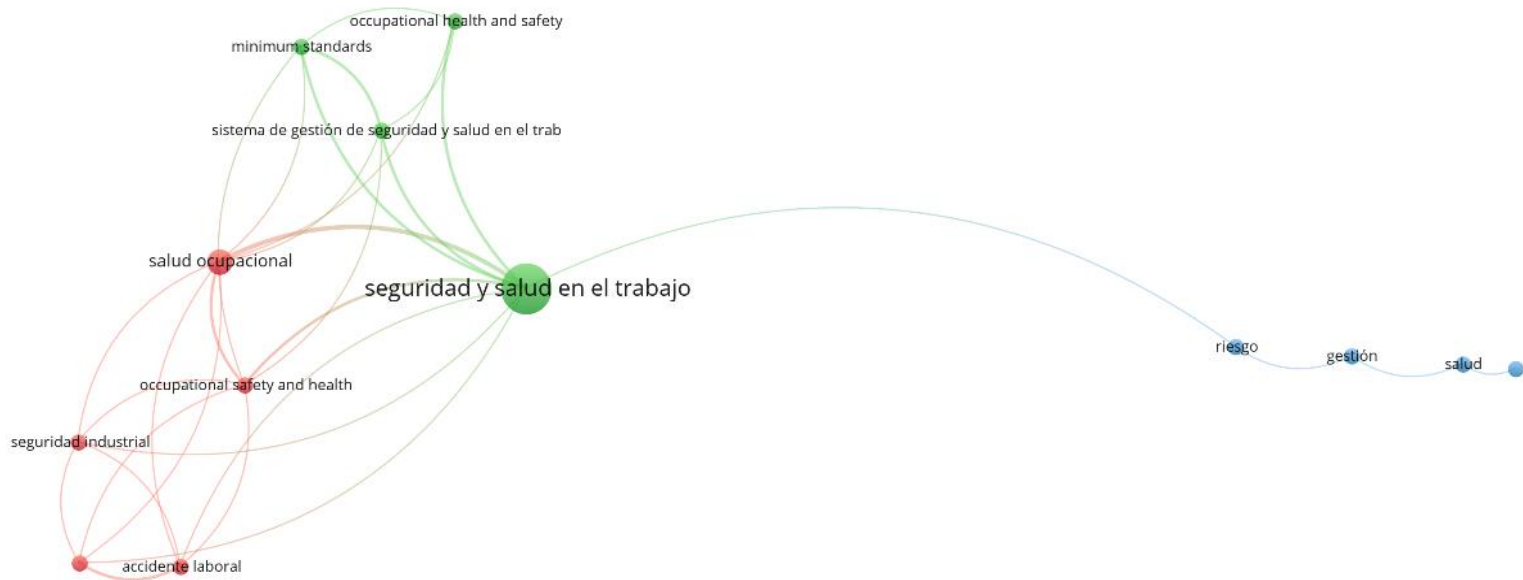 occupational health and safety
minimum standards
sistema de gestión de seguridad y salud en el trab
salud ocupacional
seguridad y salud en el trabajo
riesgo
gestión
salud
occupational safety and health
seguridad industrial
accidente laboral